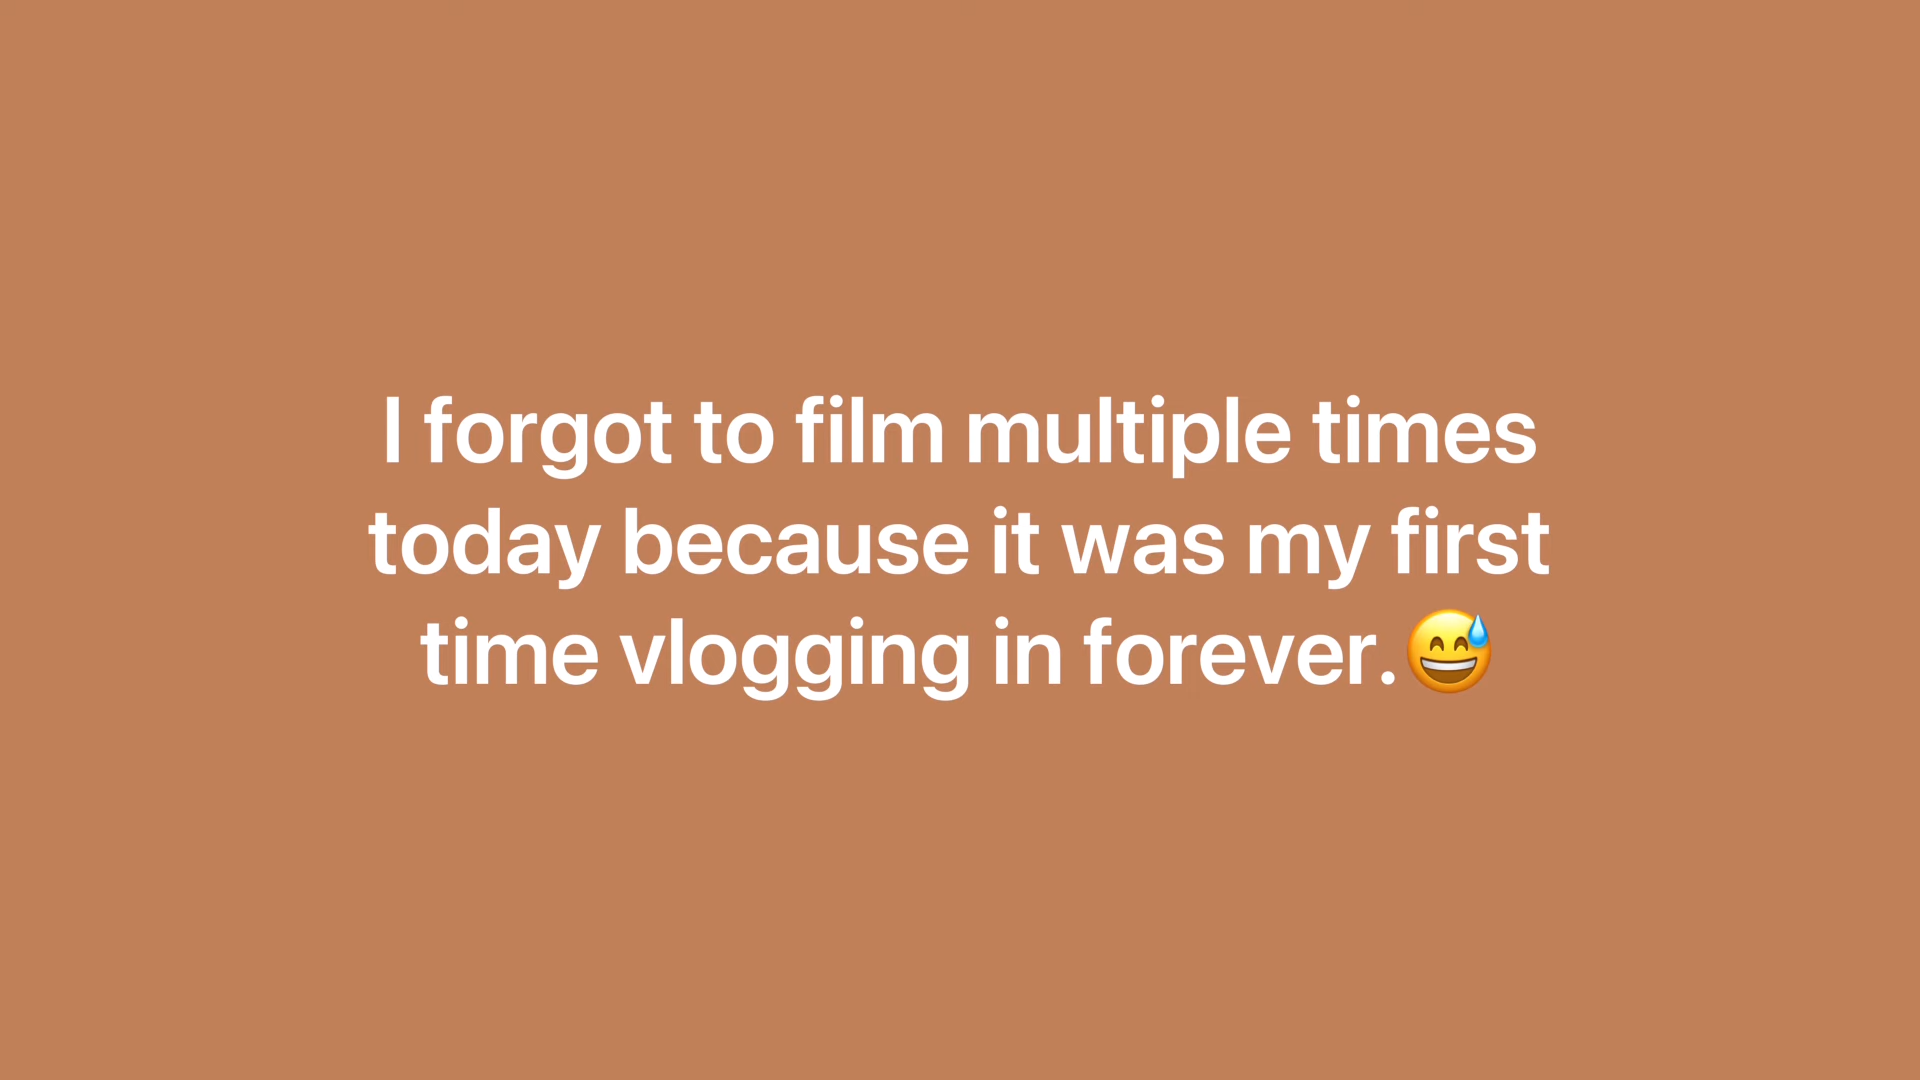 I forgot to film multiple times
today because it was my first
time vlogging in forever.😅